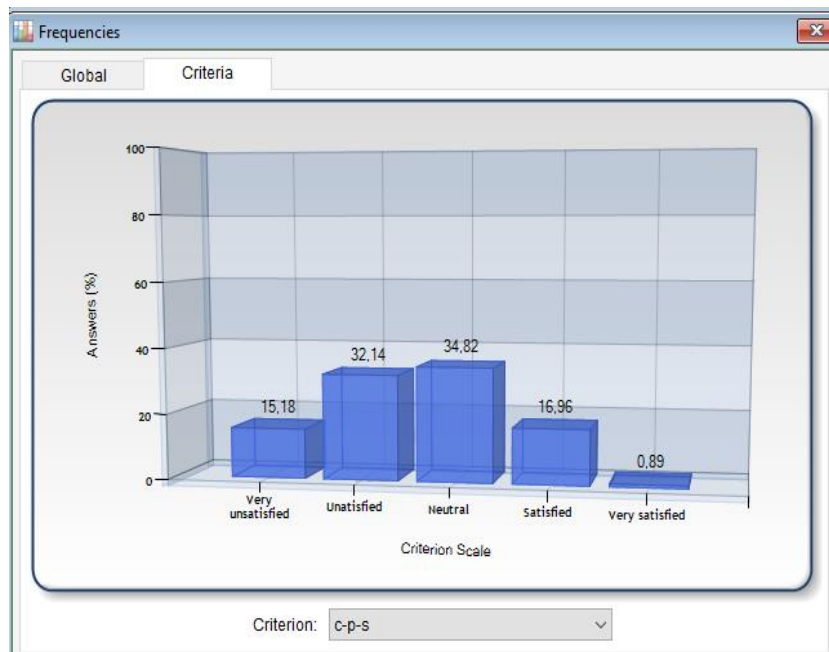 Frequencies
Global Criteria
100
80
60
40
20
0
Answers (%)
15,18
32,14
34,82
16,96
0,89
Very
unsatisfied
Unatisfied
Neutral
Satisfied
Very satisfied
Criterion Scale
Criterion: c-p-s